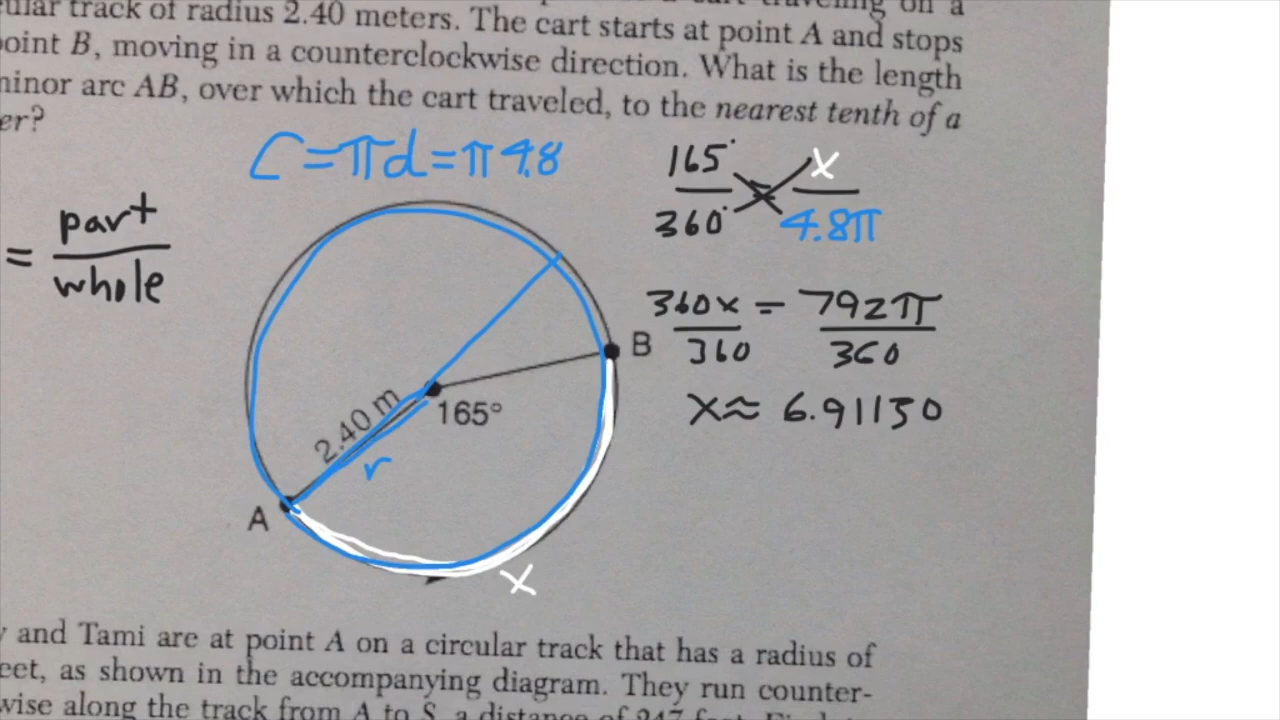 ular track of radius 2.40 meters. The cart starts at point A and stops
point B, moving in a counterclockwise direction. What is the length
minor arc AB, over which the cart traveled, to the nearest tenth of a
er?
C = πd = π 4.8
165° / 360° = x / 4.8π
= part / whole
360x / 360 = 792π / 360
x ≈ 6.91150
B
165°
2.40 m
r
A
x
y and Tami are at point A on a circular track that has a radius of
eet, as shown in the accompanying diagram. They run counter-
wise along the track from A to S, a distance of 247 feet.